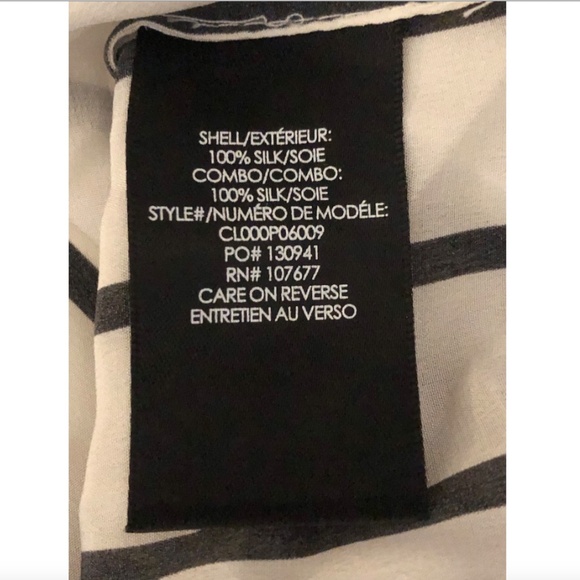 SHELL/EXTÉRIEUR:
100% SILK/SOIE
COMBO/COMBO:
100% SILK/SOIE
STYLE#/NUMÉRO DE MODÉLE:
CL000P06009
PO# 130941
RN# 107677
CARE ON REVERSE
ENTRETIEN AU VERSO